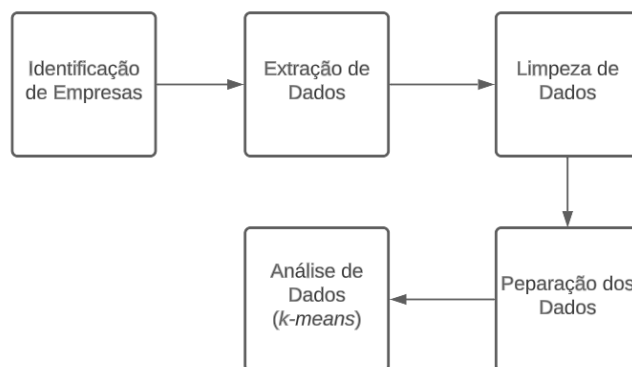 Identificação
de Empresas
Extração de
Dados
Limpeza de
Dados
Peparação dos
Dados
Análise de
Dados
(k-means)